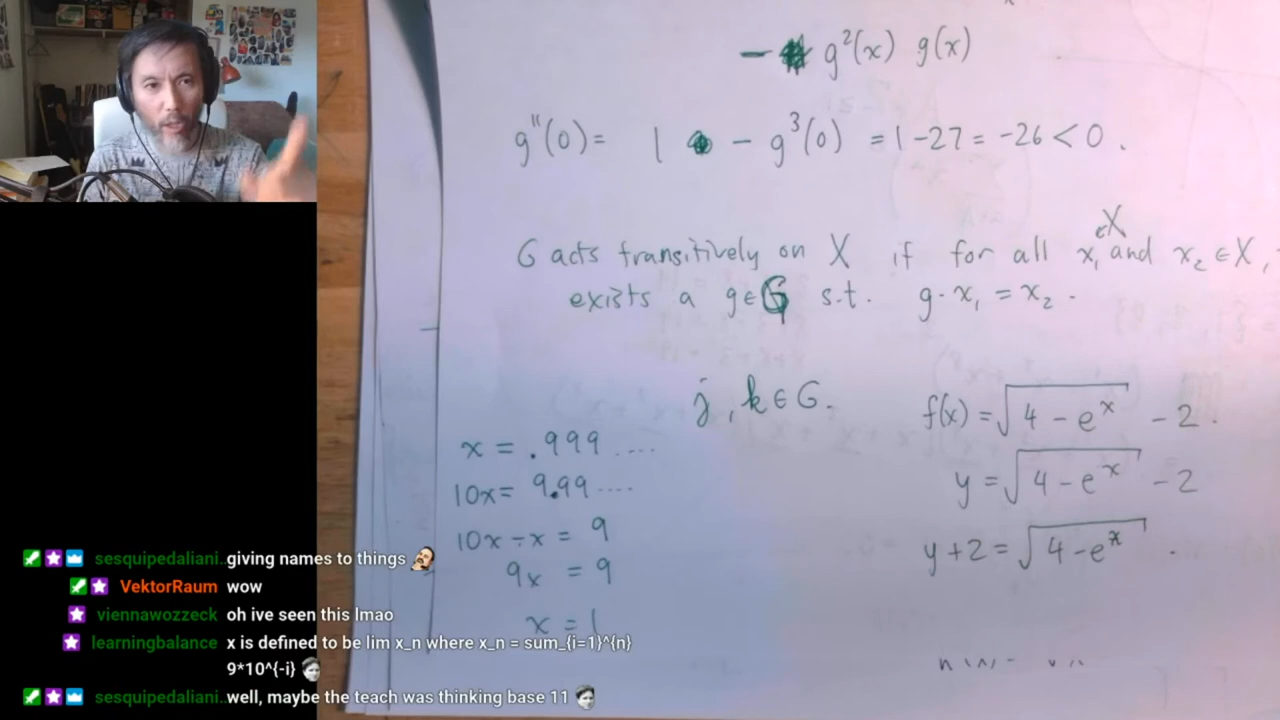 - g²(x) g(x)
g''(0) = 1 - g³(0) = 1 - 27 = -26 < 0 .
G acts transitively on X if for all x₁ ∈X and x₂ ∈ X,
exists a g∈G s.t. g · x₁ = x₂ .
j , k ∈ G.
x = .999 ....
10x = 9.99 ....
10x - x = 9
9x = 9
x = 1
f(x) = √4 - eˣ - 2 .
y = √4 - eˣ - 2
y + 2 = √4 - eˣ .
sesquipedaliani.. giving names to things
VektorRaum wow
viennawozzeck oh ive seen this lmao
learningbalance x is defined to be lim x_n where x_n = sum_{i=1}^{n}
9*10^{-i}
sesquipedaliani.. well, maybe the teach was thinking base 11